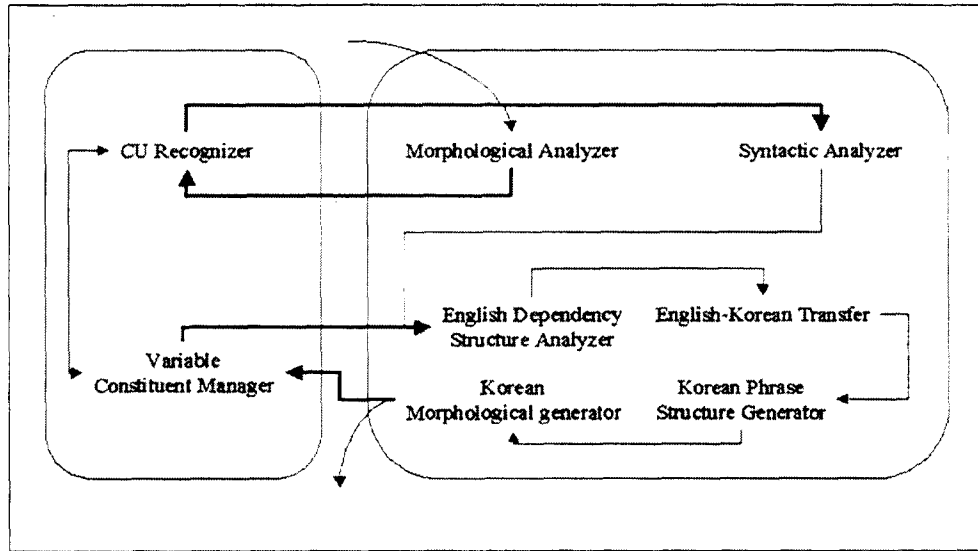 CU Recognizer
Morphological Analyzer
Syntactic Analyzer
English Dependency
Structure Analyzer
English-Korean Transfer
Variable
Constituent Manager
Korean
Morphological generator
Korean Phrase
Structure Generator